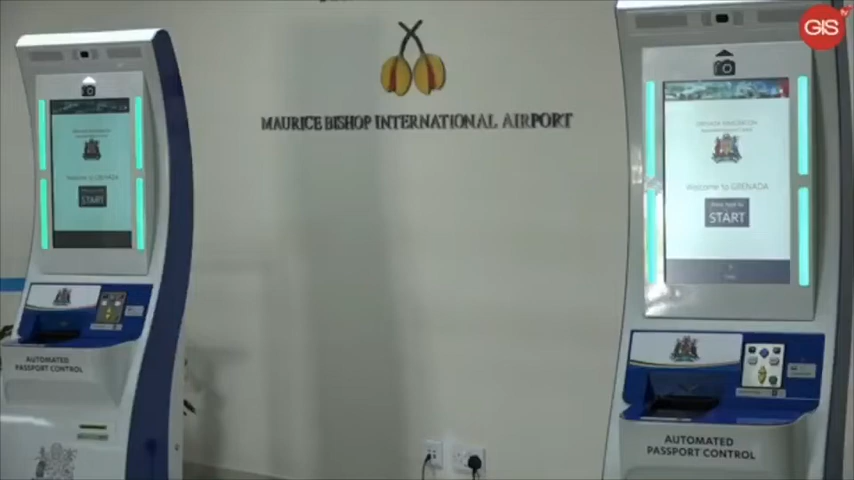 GIS tv
MAURICE BISHOP INTERNATIONAL AIRPORT
Welcome to GRENADA
START
AUTOMATED
PASSPORT CONTROL
Welcome to GRENADA
START
AUTOMATED
PASSPORT CONTROL